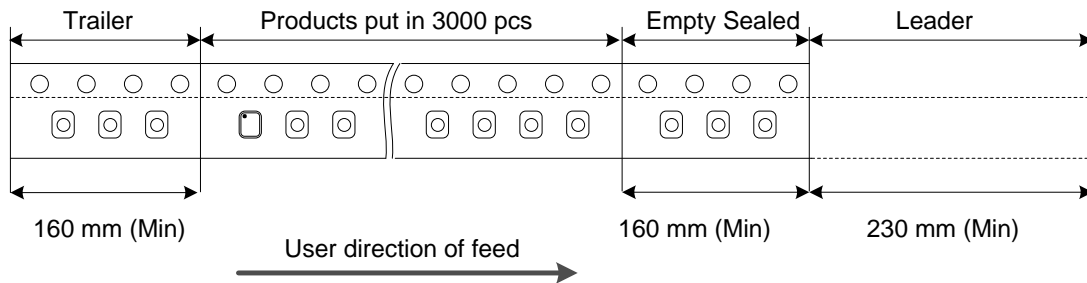 Trailer
Products put in 3000 pcs
Empty Sealed
Leader
160 mm (Min)
160 mm (Min)
230 mm (Min)
User direction of feed